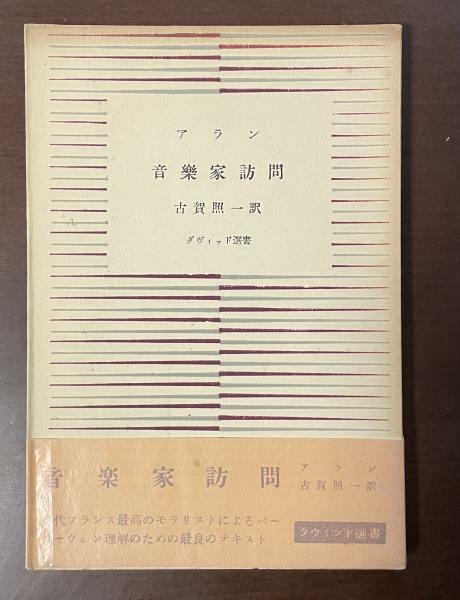 アラン
音樂家訪問
古賀照一訳
ダヴィッド選書
音楽家訪問
アラン
古賀照一訳
代フランス最高のモラリストによるベー
ーヴェン理解のための最良のテキスト
ダヴィッド選書